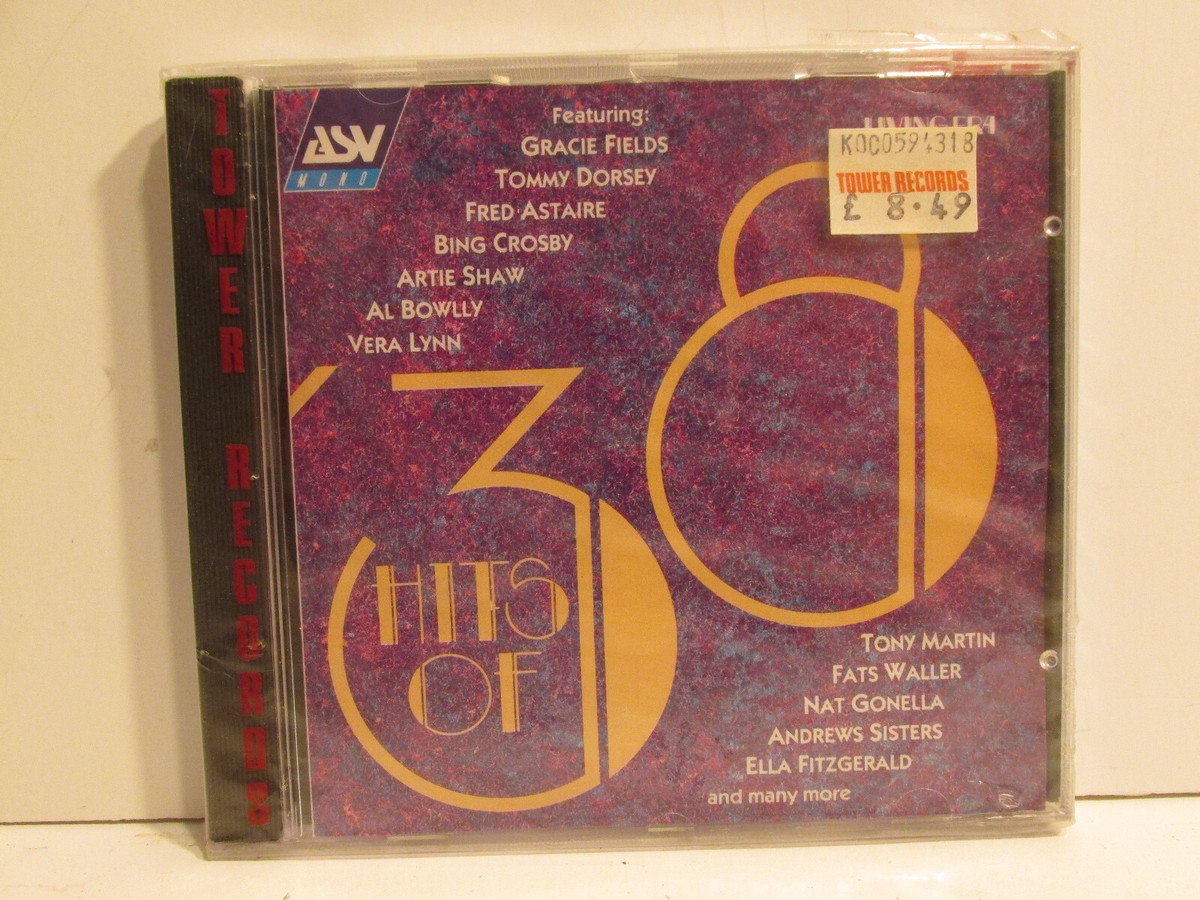 TOWER RECORDS
ASV
MONO
Featuring:
GRACIE FIELDS
TOMMY DORSEY
FRED ASTAIRE
BING CROSBY
ARTIE SHAW
AL BOWLLY
VERA LYNN
LIVING ERA
K000594318
TOWER RECORDS
£ 8.49
'38
HITS
OF
TONY MARTIN
FATS WALLER
NAT GONELLA
ANDREWS SISTERS
ELLA FITZGERALD
and many more